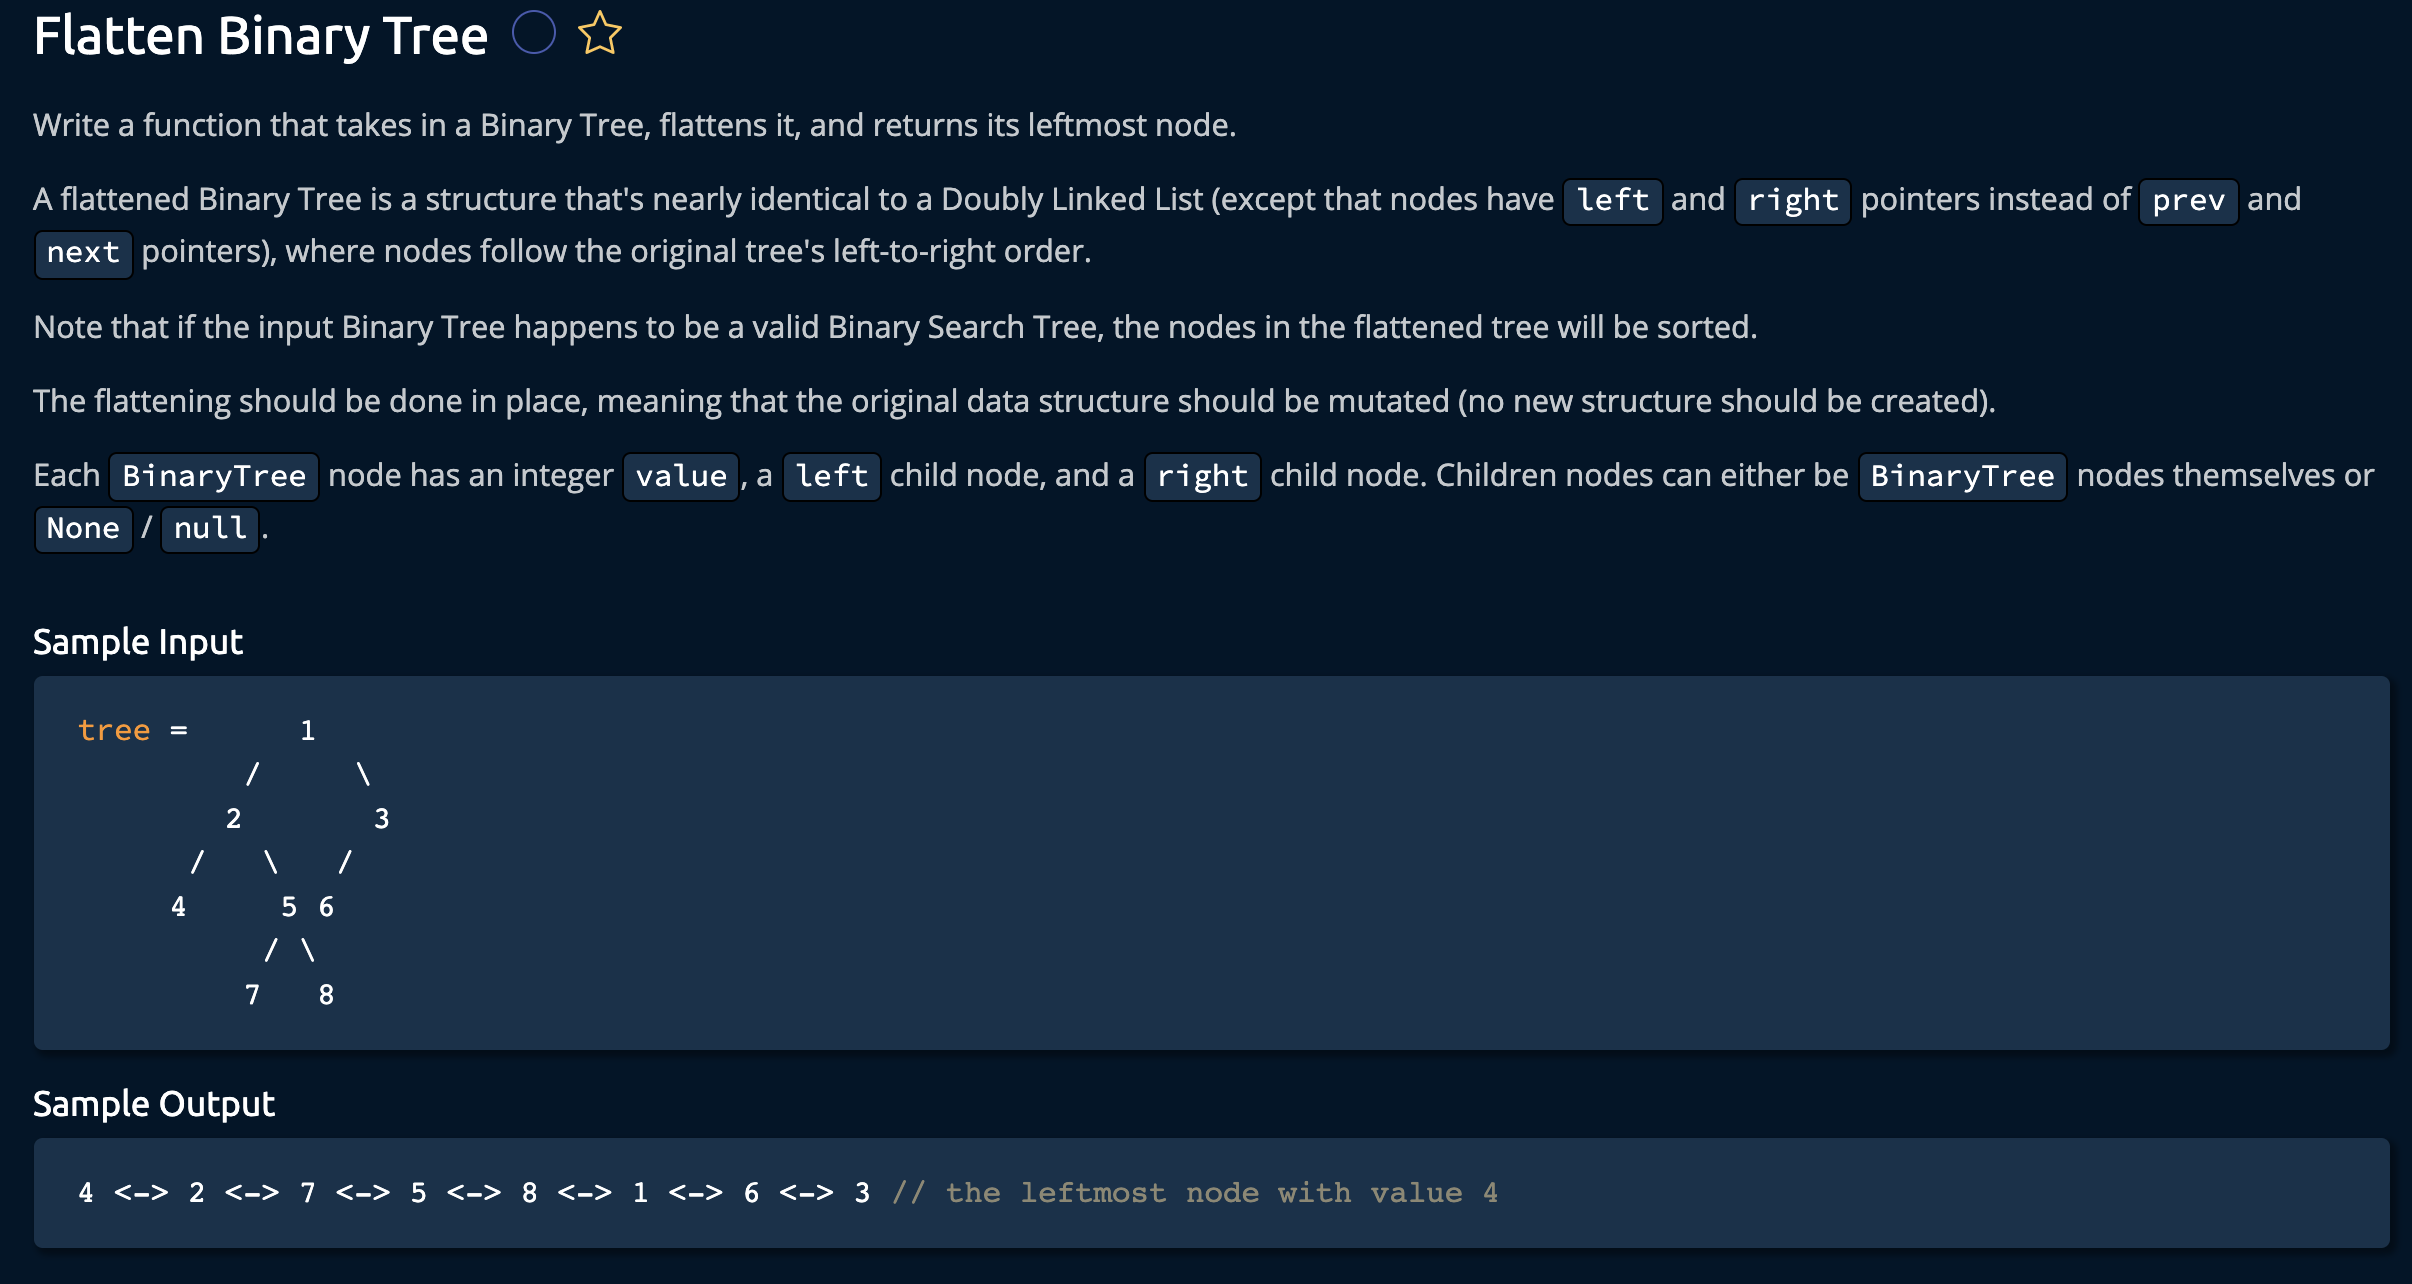 Flatten Binary Tree
Write a function that takes in a Binary Tree, flattens it, and returns its leftmost node.
A flattened Binary Tree is a structure that's nearly identical to a Doubly Linked List (except that nodes have left and right pointers instead of prev and
next pointers), where nodes follow the original tree's left-to-right order.
Note that if the input Binary Tree happens to be a valid Binary Search Tree, the nodes in the flattened tree will be sorted.
The flattening should be done in place, meaning that the original data structure should be mutated (no new structure should be created).
Each BinaryTree node has an integer value, a left child node, and a right child node. Children nodes can either be BinaryTree nodes themselves or
None / null.
Sample Input
tree =      1
         /     \
        2       3
      /   \   /
     4     5 6
          / \
         7   8
Sample Output
4 <-> 2 <-> 7 <-> 5 <-> 8 <-> 1 <-> 6 <-> 3 // the leftmost node with value 4